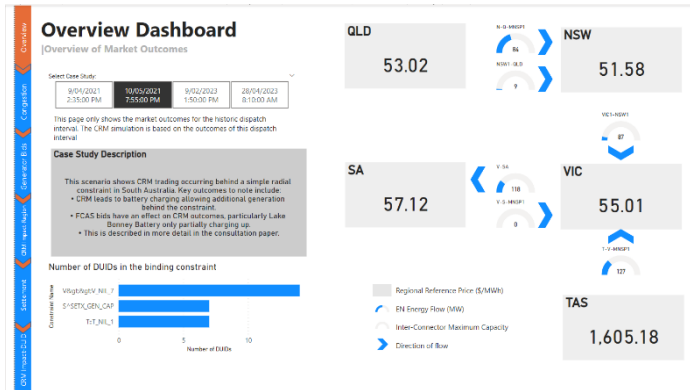 Overview
Congestion
Generator Bids
CRM Impact Region
Settlement
CRM Impact DUID
Overview Dashboard
|Overview of Market Outcomes
Select Case Study:
9/04/2021
2:35:00 PM
10/05/2021
7:55:00 PM
9/02/2023
1:50:00 PM
28/04/2023
8:10:00 AM
This page only shows the market outcomes for the historic dispatch
interval. The CRM simulation is based on the outcomes of this dispatch
interval
Case Study Description
This scenario shows CRM trading occurring behind a simple radial
constraint in South Australia. Key outcomes to note include:
• CRM leads to battery charging allowing additional generation
behind the constraint.
• FCAS bids have an effect on CRM outcomes, particularly Lake
Bonney Battery only partially charging up.
• This is described in more detail in the consultation paper.
Number of DUIDs in the binding constraint
Constraint Name
S^SETX_GEN_CAP
T::T_NIL_1
0
5
10
Number of DUIDs
QLD
53.02
N-Q-MNSP1
84
NSW1-QLD
9
NSW
51.58
VIC1-NSW1
87
SA
57.12
V-SA
118
V-S-MNSP1
0
VIC
55.01
T-V-MNSP1
127
TAS
1,605.18
Regional Reference Price ($/MWh)
EN Energy Flow (MW)
Inter-Connector Maximum Capacity
Direction of flow